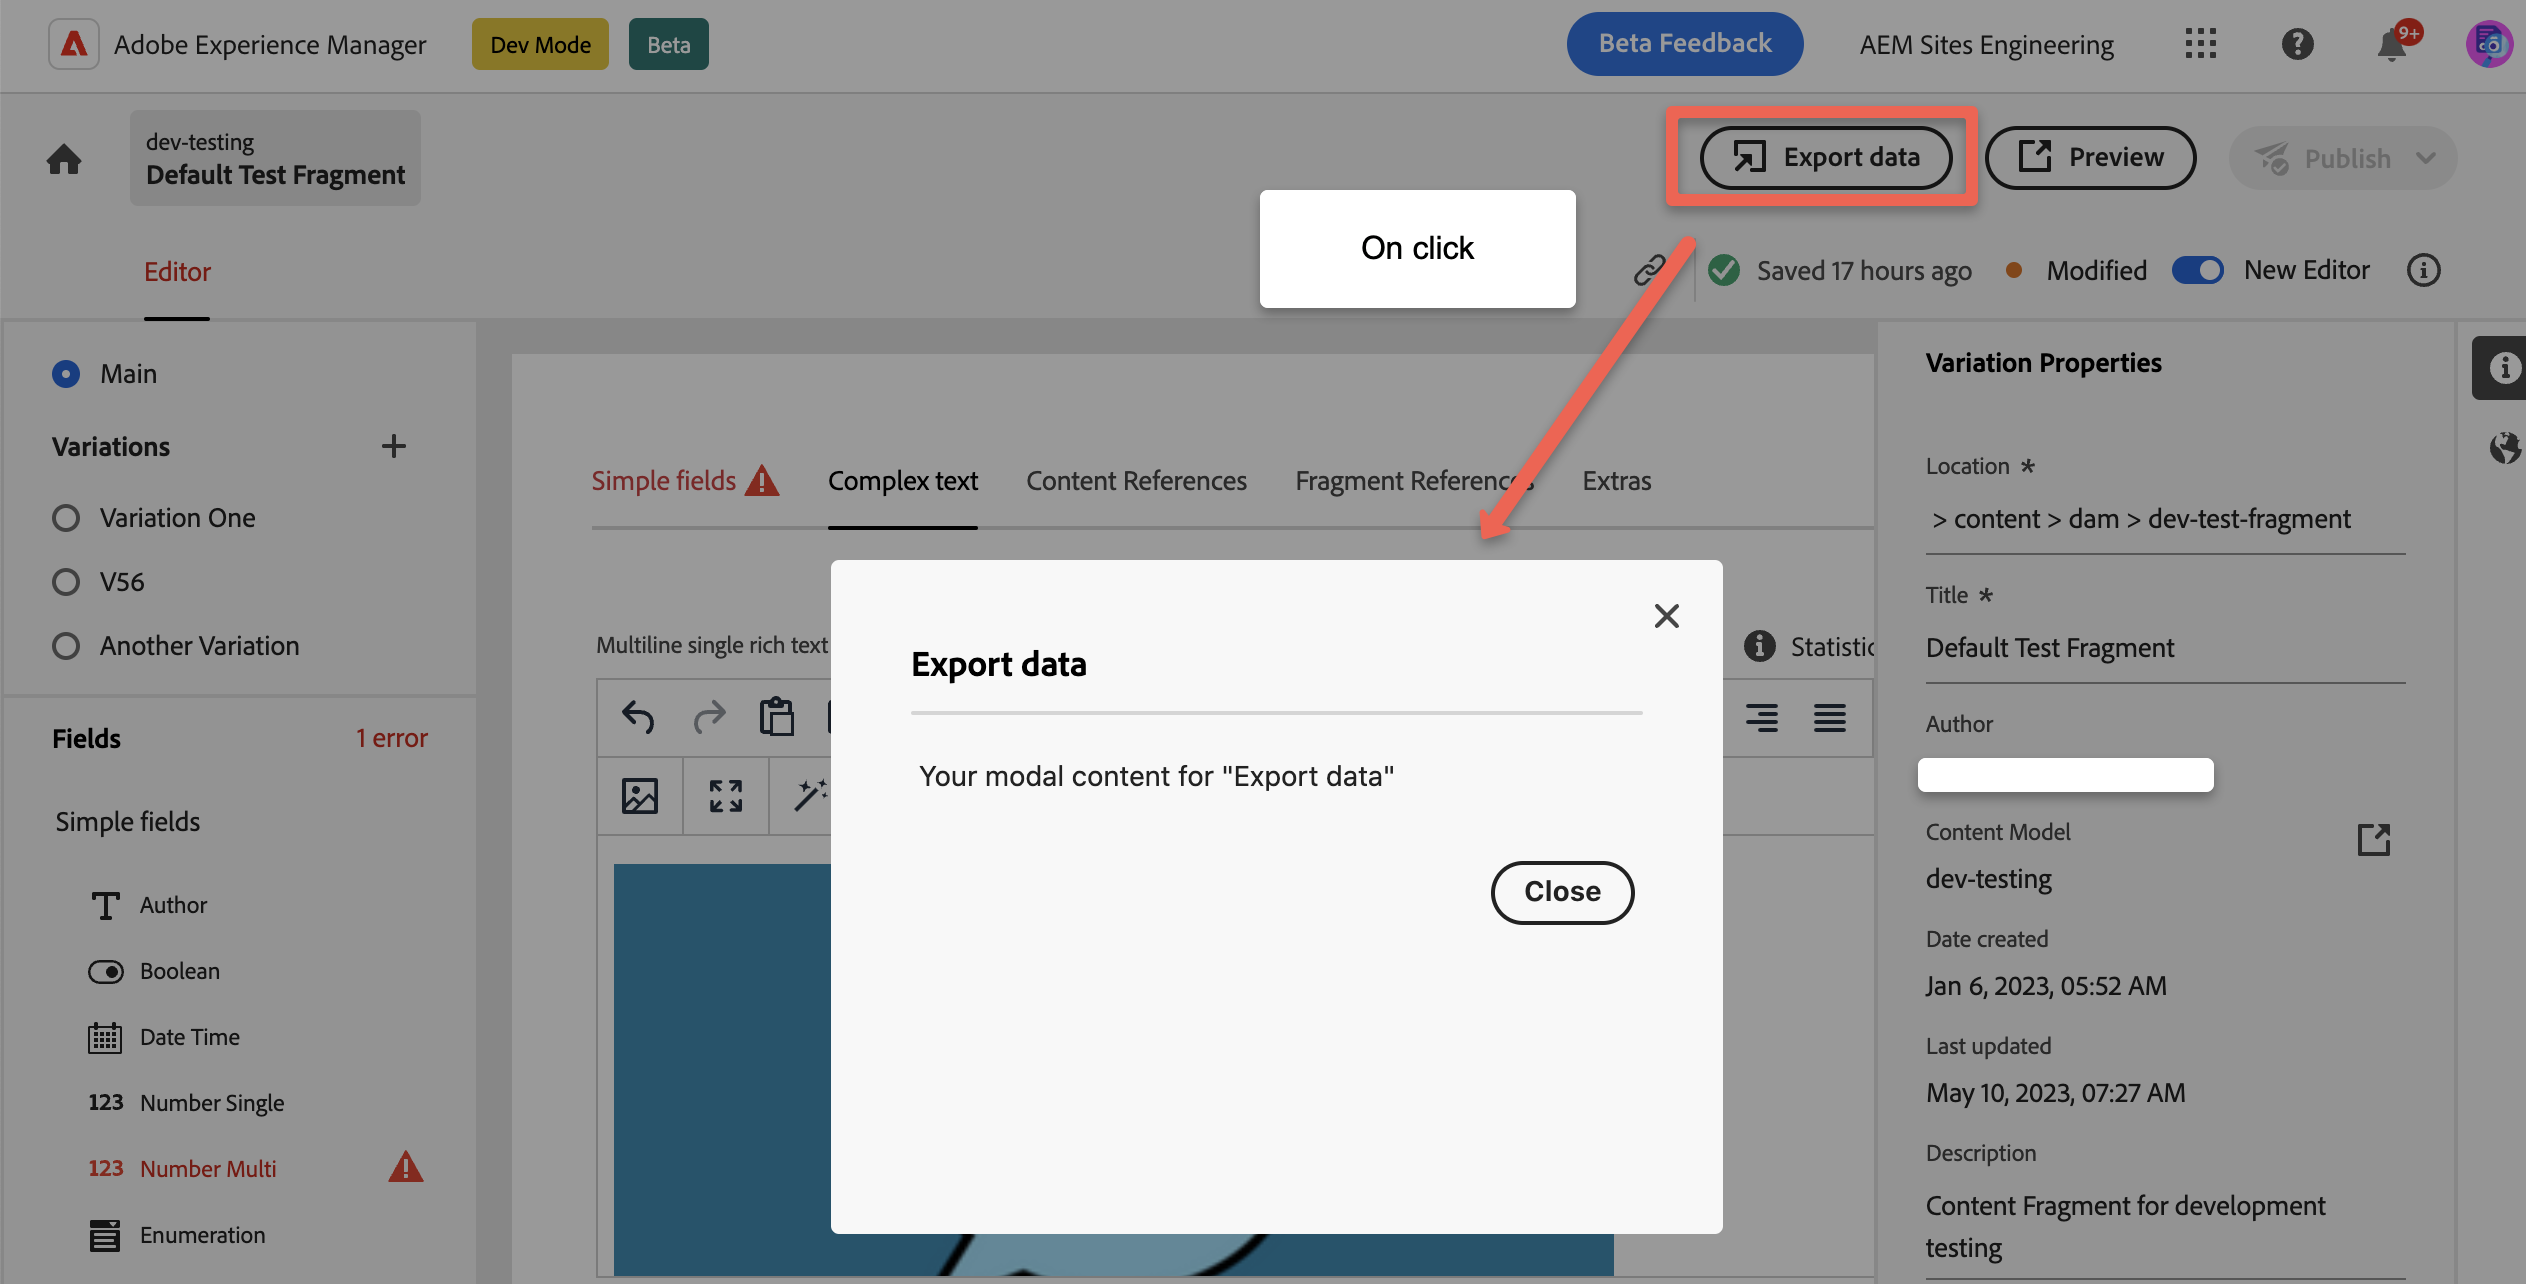 Adobe Experience Manager
Dev Mode
Beta
Beta Feedback
AEM Sites Engineering
9+
dev-testing
Default Test Fragment
Export data
Preview
Publish
On click
Editor
Saved 17 hours ago
Modified
New Editor
Main
Variations
Variation One
V56
Another Variation
Fields
1 error
Simple fields
Author
Boolean
Date Time
123 Number Single
123 Number Multi
Enumeration
Simple fields
Complex text
Content References
Fragment References
Extras
Multiline single rich text
Export data
Your modal content for "Export data"
Close
Variation Properties
Location *
> content > dam > dev-test-fragment
Title *
Default Test Fragment
Author
Content Model
dev-testing
Date created
Jan 6, 2023, 05:52 AM
Last updated
May 10, 2023, 07:27 AM
Description
Content Fragment for development
testing